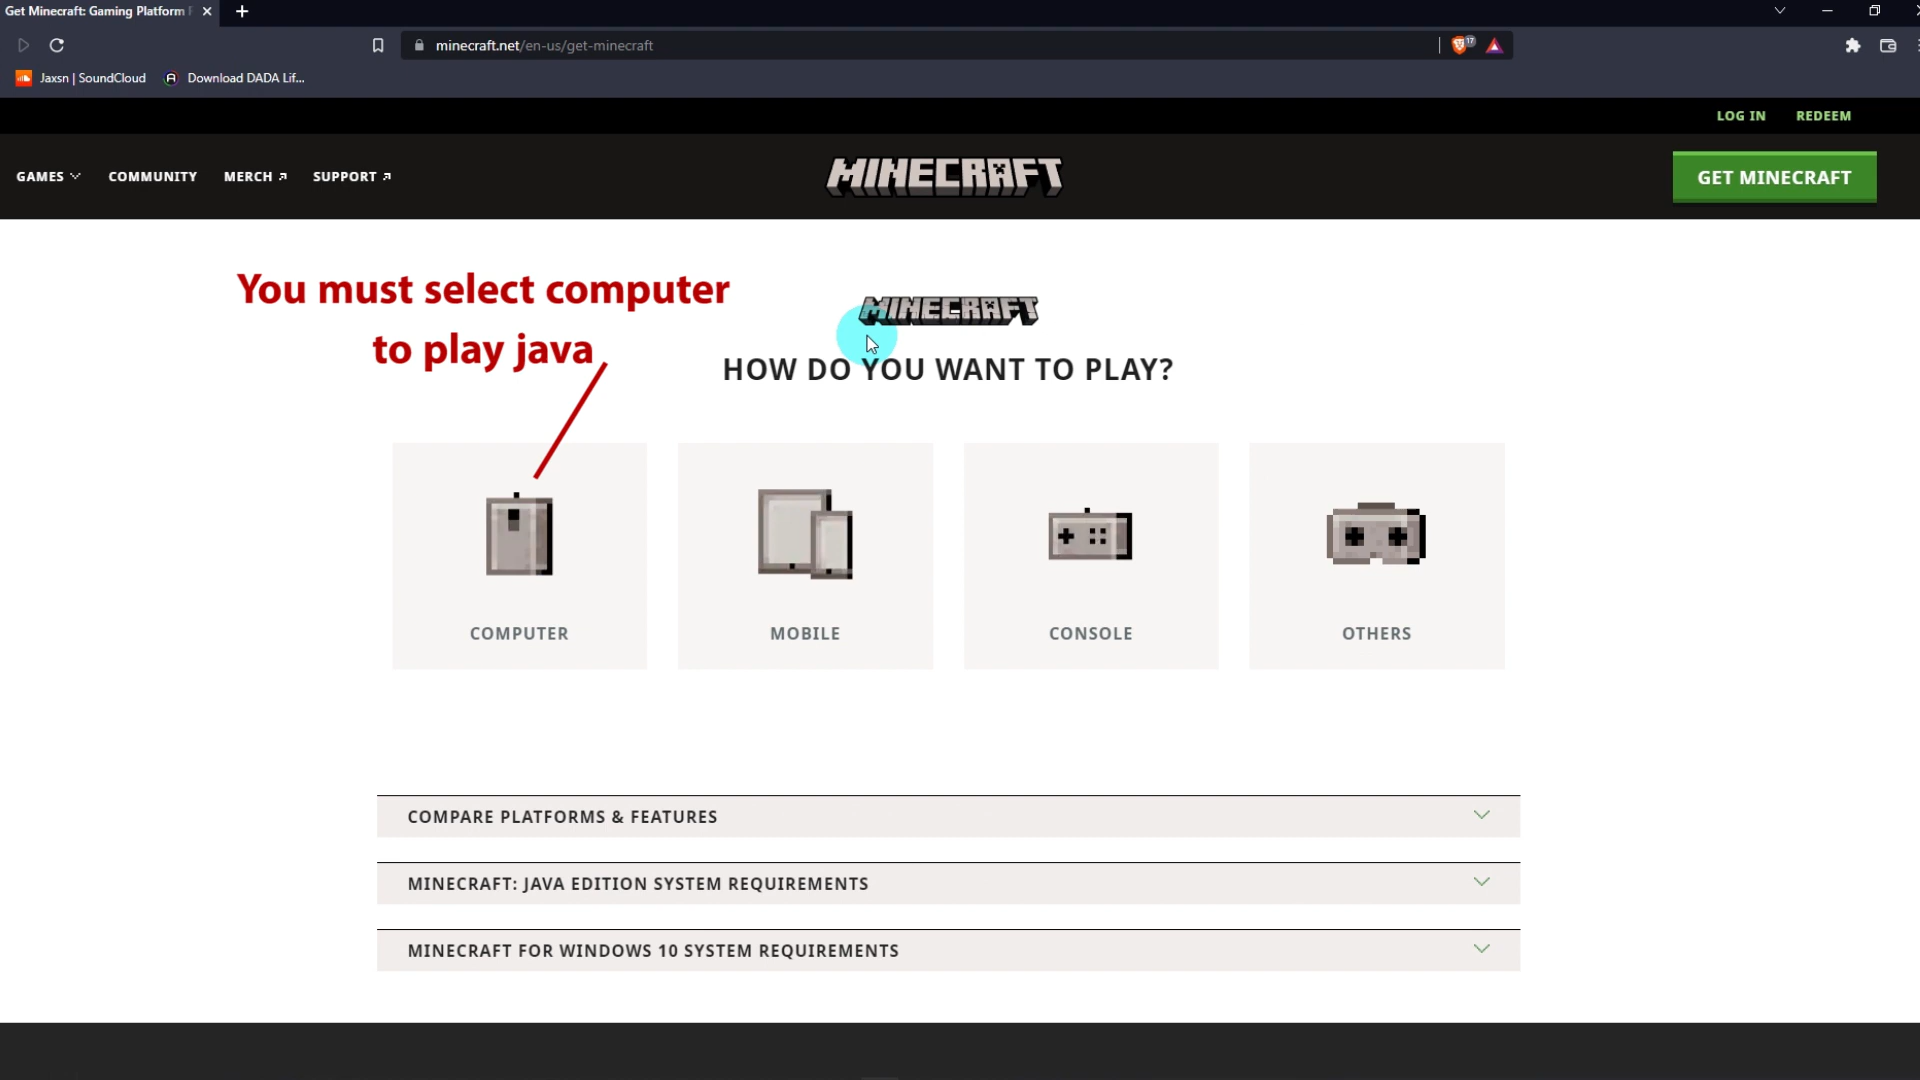 Get Minecraft: Gaming Platform
minecraft.net/en-us/get-minecraft
17
Jaxsn | SoundCloud
Download DADA Lif...
LOG IN
REDEEM
GAMES
COMMUNITY
MERCH
SUPPORT
MINECRAFT
GET MINECRAFT
You must select computer
to play java
MINECRAFT
HOW DO YOU WANT TO PLAY?
COMPUTER
MOBILE
CONSOLE
OTHERS
COMPARE PLATFORMS & FEATURES
MINECRAFT: JAVA EDITION SYSTEM REQUIREMENTS
MINECRAFT FOR WINDOWS 10 SYSTEM REQUIREMENTS